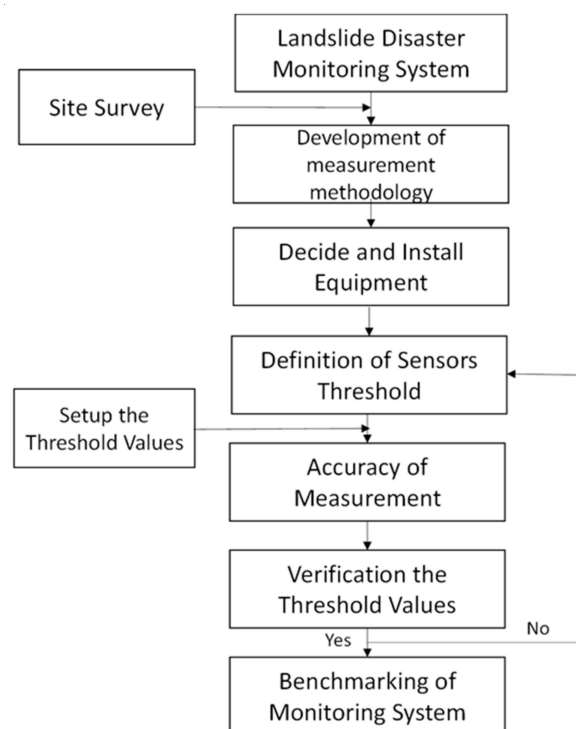 Landslide Disaster
Monitoring System
Site Survey
Development of
measurement
methodology
Decide and Install
Equipment
Definition of Sensors
Threshold
Setup the
Threshold Values
Accuracy of
Measurement
Verification the
Threshold Values
Yes
No
Benchmarking of
Monitoring System